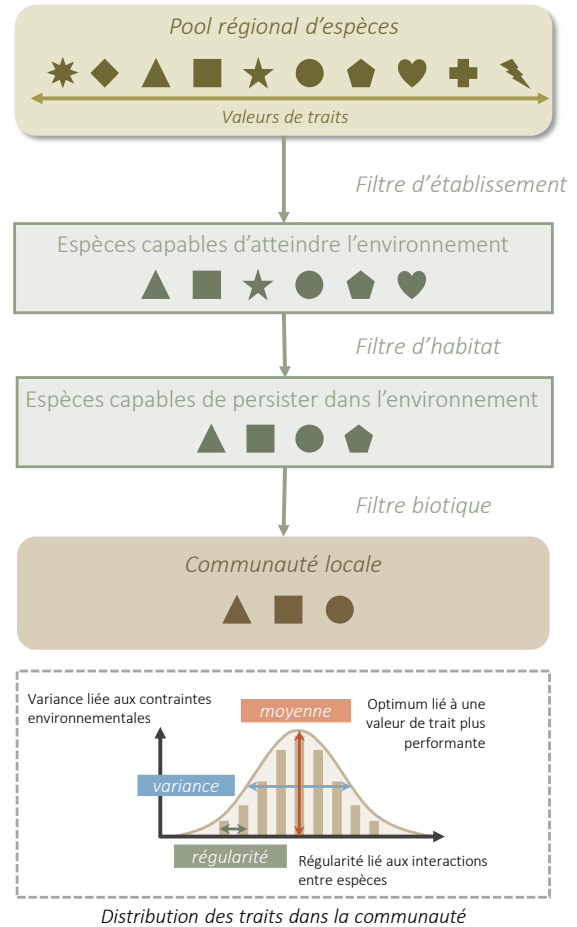 Pool régional d'espèces
Valeurs de traits
Filtre d'établissement
Espèces capables d'atteindre l'environnement
Filtre d'habitat
Espèces capables de persister dans l'environnement
Filtre biotique
Communauté locale
Variance liée aux contraintes
environnementales
moyenne
Optimum lié à une
valeur de trait plus
performante
variance
régularité
Régularité lié aux interactions
entre espèces
Distribution des traits dans la communauté